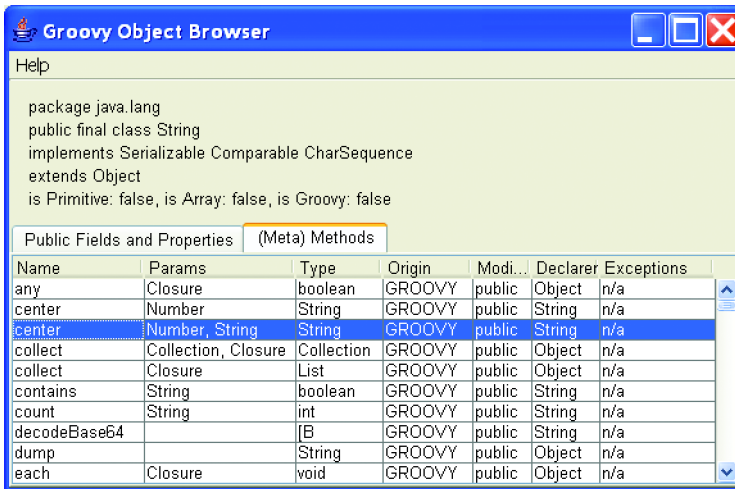 Groovy Object Browser
Help
package java.lang
public final class String
implements Serializable Comparable CharSequence
extends Object
is Primitive: false, is Array: false, is Groovy: false
Public Fields and Properties (Meta) Methods
Name Params Type Origin Modi... Declarer Exceptions
any Closure boolean GROOVY public Object n/a
center Number String GROOVY public String n/a
center Number, String String GROOVY public String n/a
collect Collection, Closure Collection GROOVY public Object n/a
collect Closure List GROOVY public Object n/a
contains String boolean GROOVY public String n/a
count String int GROOVY public String n/a
decodeBase64 [B GROOVY public String n/a
dump String GROOVY public Object n/a
each Closure void GROOVY public Object n/a